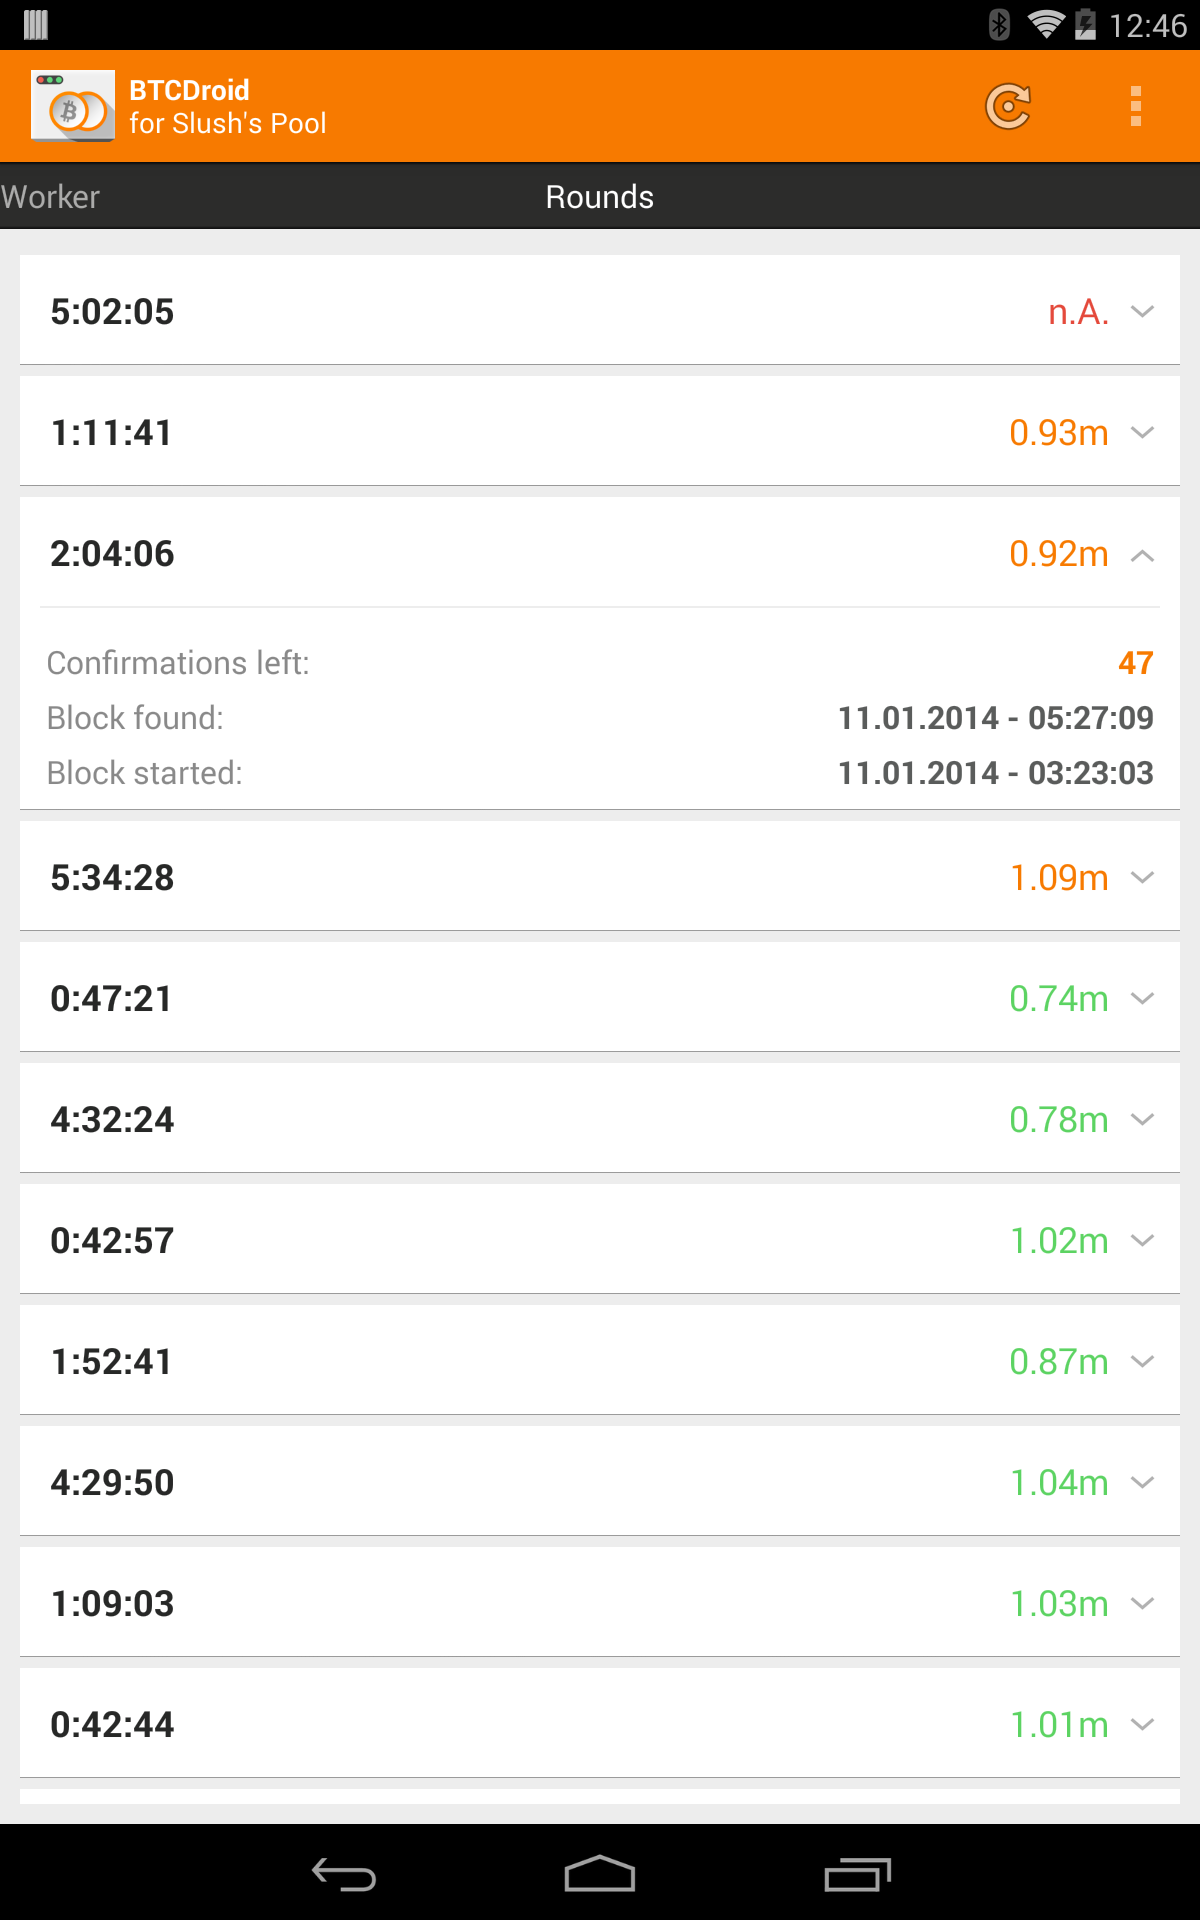 12:46
BTCDroid
for Slush's Pool
Worker Rounds
5:02:05 n.A.
1:11:41 0.93m
2:04:06 0.92m
Confirmations left: 47
Block found: 11.01.2014 - 05:27:09
Block started: 11.01.2014 - 03:23:03
5:34:28 1.09m
0:47:21 0.74m
4:32:24 0.78m
0:42:57 1.02m
1:52:41 0.87m
4:29:50 1.04m
1:09:03 1.03m
0:42:44 1.01m